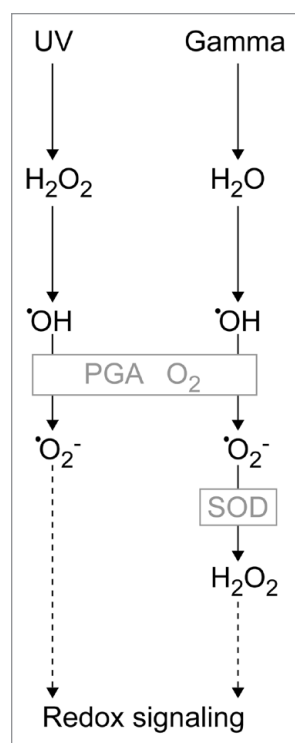 UV Gamma
H₂O₂ H₂O
•OH •OH
PGA O₂
•O₂⁻ •O₂⁻
SOD
H₂O₂
Redox signaling